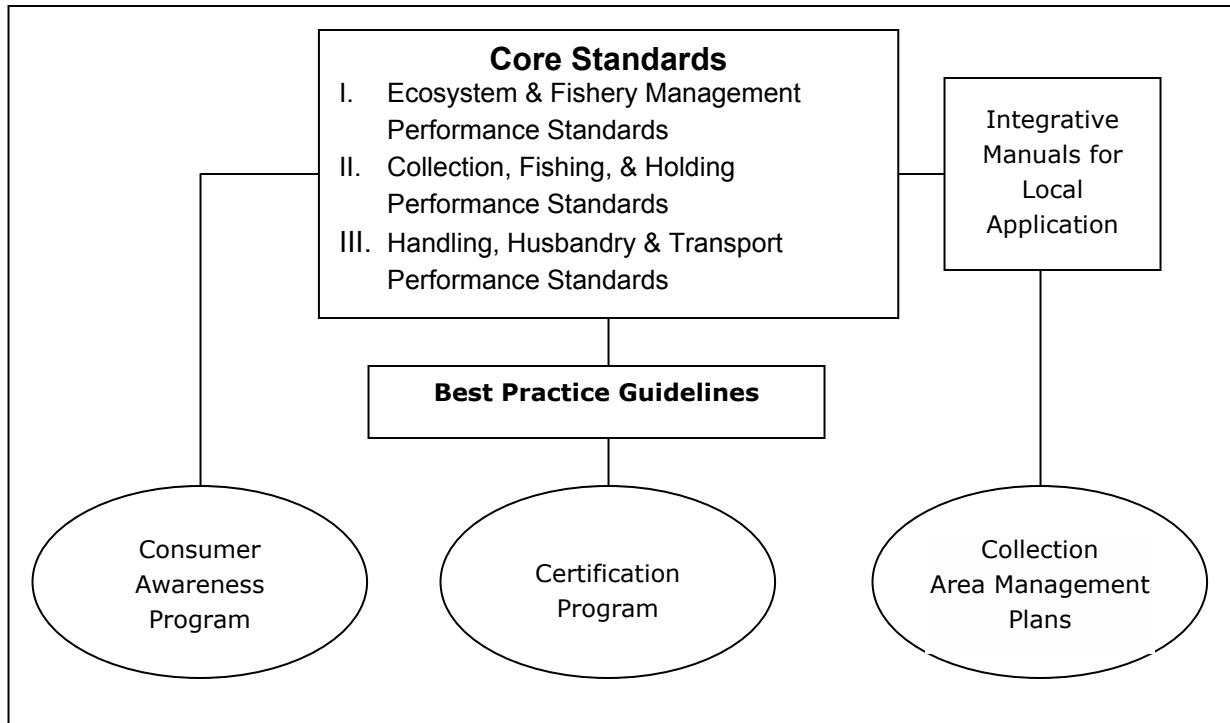 Core Standards
I. Ecosystem & Fishery Management
Performance Standards
II. Collection, Fishing, & Holding
Performance Standards
III. Handling, Husbandry & Transport
Performance Standards
Integrative
Manuals for
Local
Application
Best Practice Guidelines
Consumer
Awareness
Program
Certification
Program
Collection
Area Management
Plans